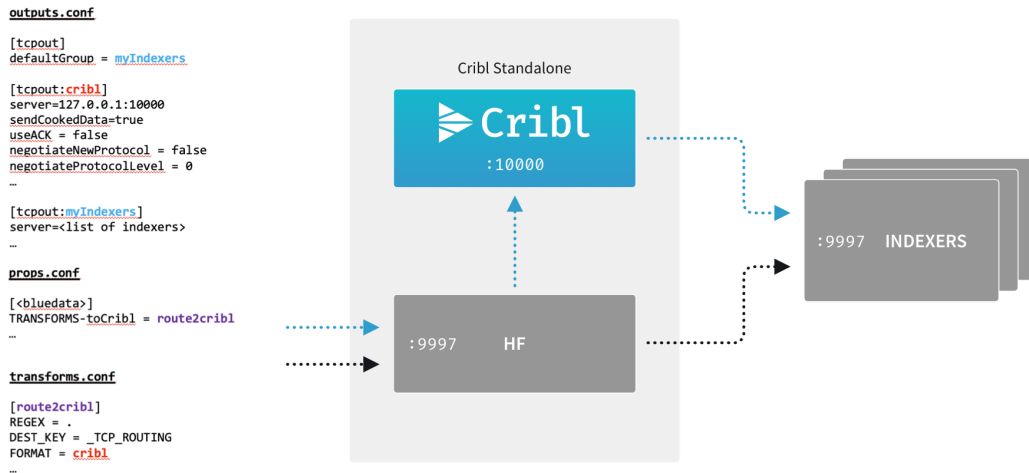 outputs.conf
[tcpout]
defaultGroup = myIndexers
[tcpout:cribl]
server=127.0.0.1:10000
sendCookedData=true
useACK = false
negotiateNewProtocol = false
negotiateProtocolLevel = 0
…
[tcpout:myIndexers]
server=<list of indexers>
…
props.conf
[<bluedata>]
TRANSFORMS-toCribl = route2cribl
…
transforms.conf
[route2cribl]
REGEX = .
DEST_KEY = _TCP_ROUTING
FORMAT = cribl
…
Cribl Standalone
Cribl
:10000
:9997 HF
:9997 INDEXERS